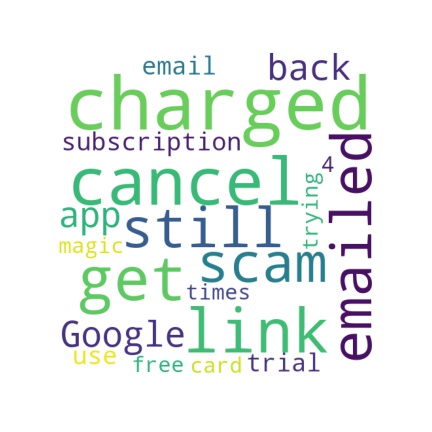 email back
charged
subscription 4
cancel trying emailed
app still
magic scam
get times
Google link
use free card trial